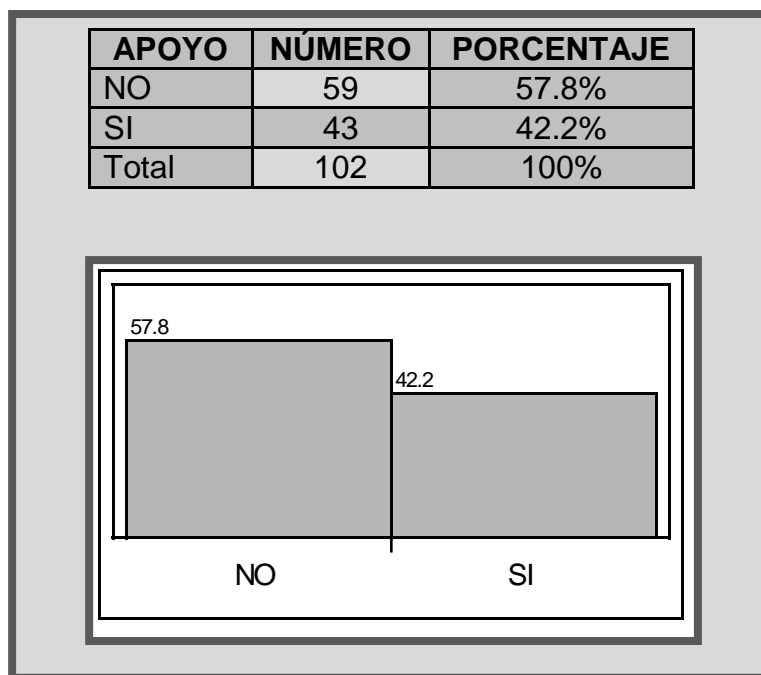 APOYO NÚMERO PORCENTAJE
NO 59 57.8%
SI 43 42.2%
Total 102 100%
57.8
42.2
NO SI